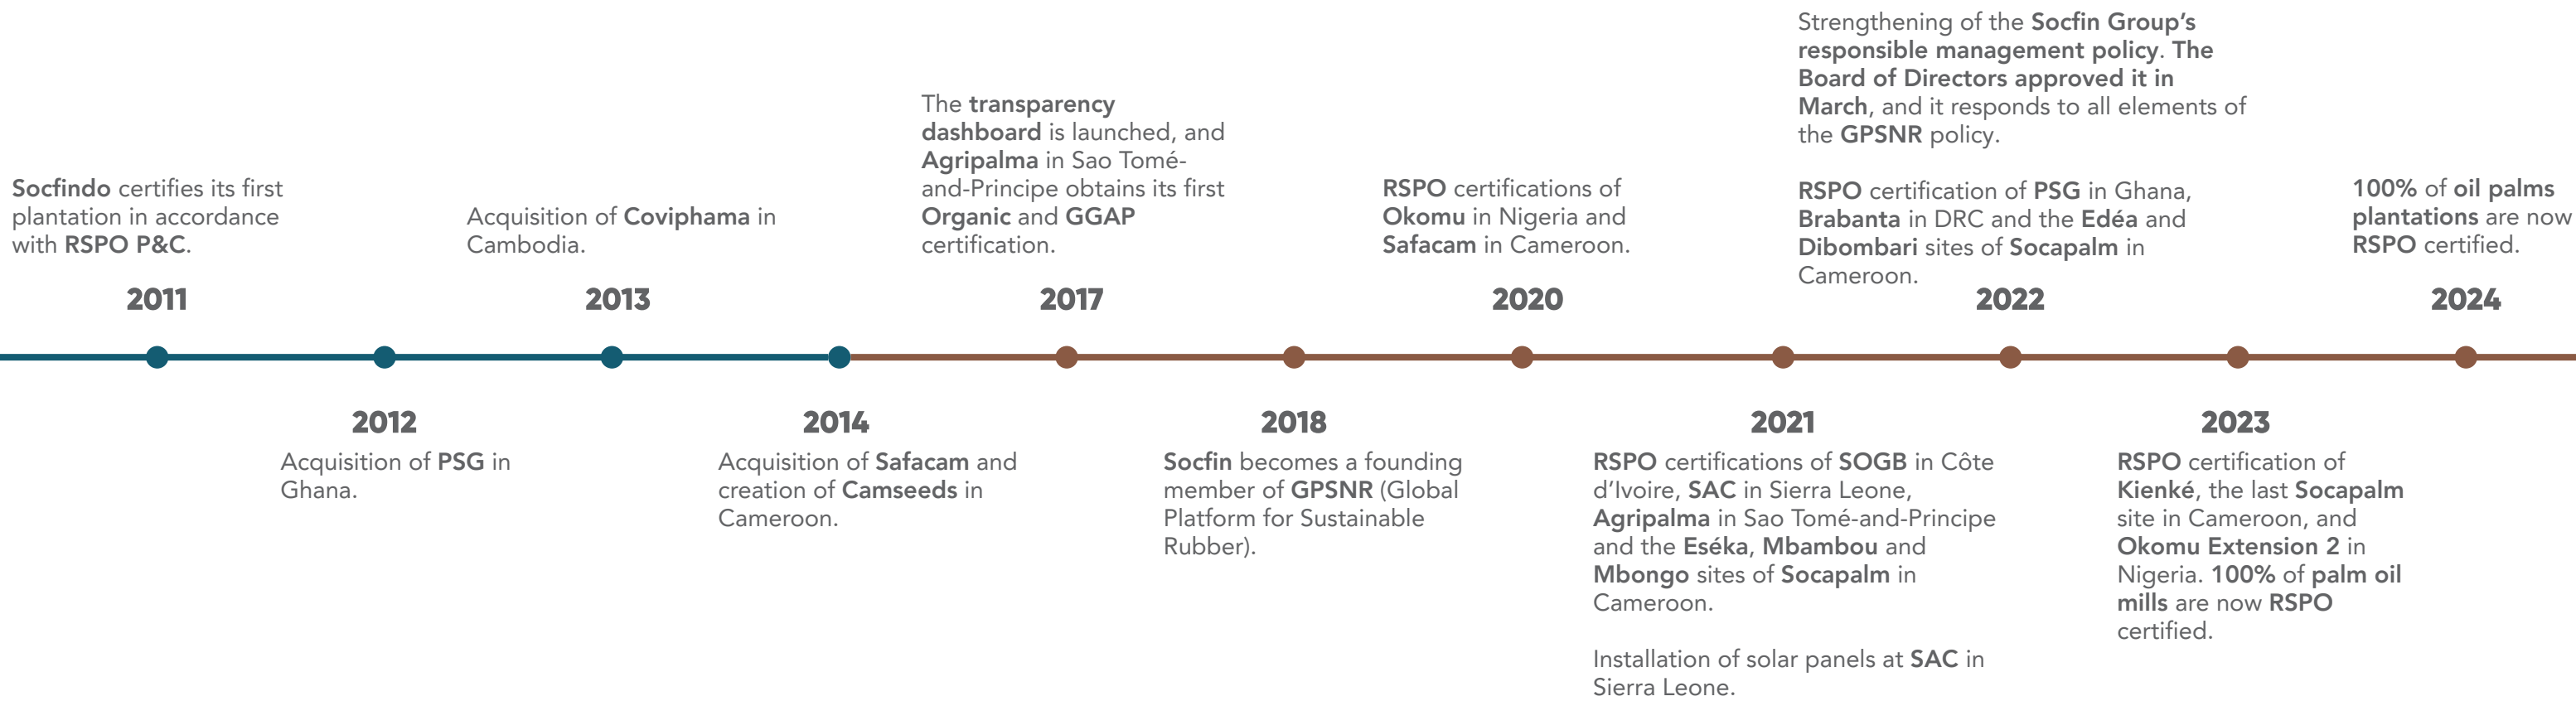 Socfindo certifies its first
plantation in accordance
with RSPO P&C.
2011
2012
Acquisition of PSG in
Ghana.
Acquisition of Coviphama in
Cambodia.
2013
2014
Acquisition of Safacam and
creation of Camseeds in
Cameroon.
The transparency
dashboard is launched, and
Agripalma in Sao Tomé-
and-Principe obtains its first
Organic and GGAP
certification.
2017
2018
Socfin becomes a founding
member of GPSNR (Global
Platform for Sustainable
Rubber).
RSPO certifications of
Okomu in Nigeria and
Safacam in Cameroon.
2020
2021
RSPO certifications of SOGB in Côte
d’Ivoire, SAC in Sierra Leone,
Agripalma in Sao Tomé-and-Principe
and the Eséka, Mbambou and
Mbongo sites of Socapalm in
Cameroon.
Installation of solar panels at SAC in
Sierra Leone.
Strengthening of the Socfin Group’s
responsible management policy. The
Board of Directors approved it in
March, and it responds to all elements of
the GPSNR policy.
RSPO certification of PSG in Ghana,
Brabanta in DRC and the Edéa and
Dibombari sites of Socapalm in
Cameroon.
2022
2023
RSPO certification of
Kienké, the last Socapalm
site in Cameroon, and
Okomu Extension 2 in
Nigeria. 100% of palm oil
mills are now RSPO
certified.
100% of oil palms
plantations are now
RSPO certified.
2024